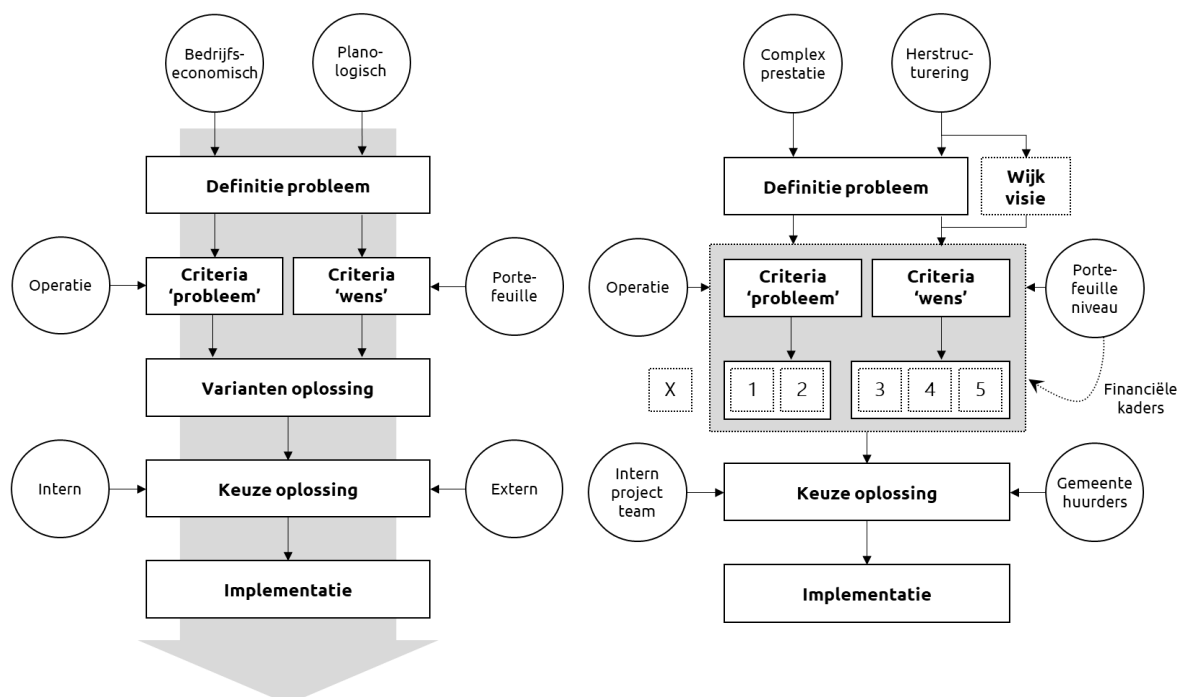 Bedrijfs-
economisch
Plano-
logisch
Definitie probleem
Operatie
Criteria
‘probleem’
Criteria
‘wens’
Porte-
feuille
Varianten oplossing
Intern
Keuze oplossing
Extern
Implementatie
Complex
prestatie
Herstruc-
turering
Definitie probleem
Wijk
visie
Operatie
Criteria
‘probleem’
Criteria
‘wens’
Porte-
feuille
niveau
X
1
2
3
4
5
Financiële
kaders
Intern
project
team
Keuze oplossing
Gemeente
huurders
Implementatie